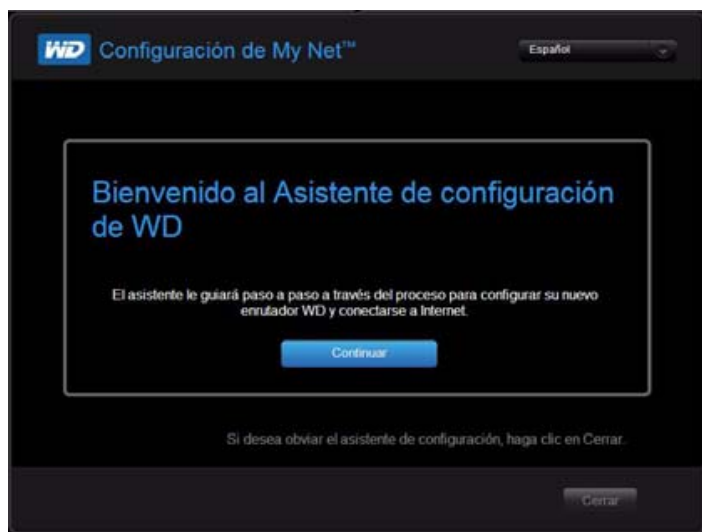 WD Configuración de My Net™
Español
Bienvenido al Asistente de configuración
de WD
El asistente le guiará paso a paso a través del proceso para configurar su nuevo
enrutador WD y conectarse a Internet.
Continuar
Si desea obviar el asistente de configuración, haga clic en Cerrar.
Cerrar